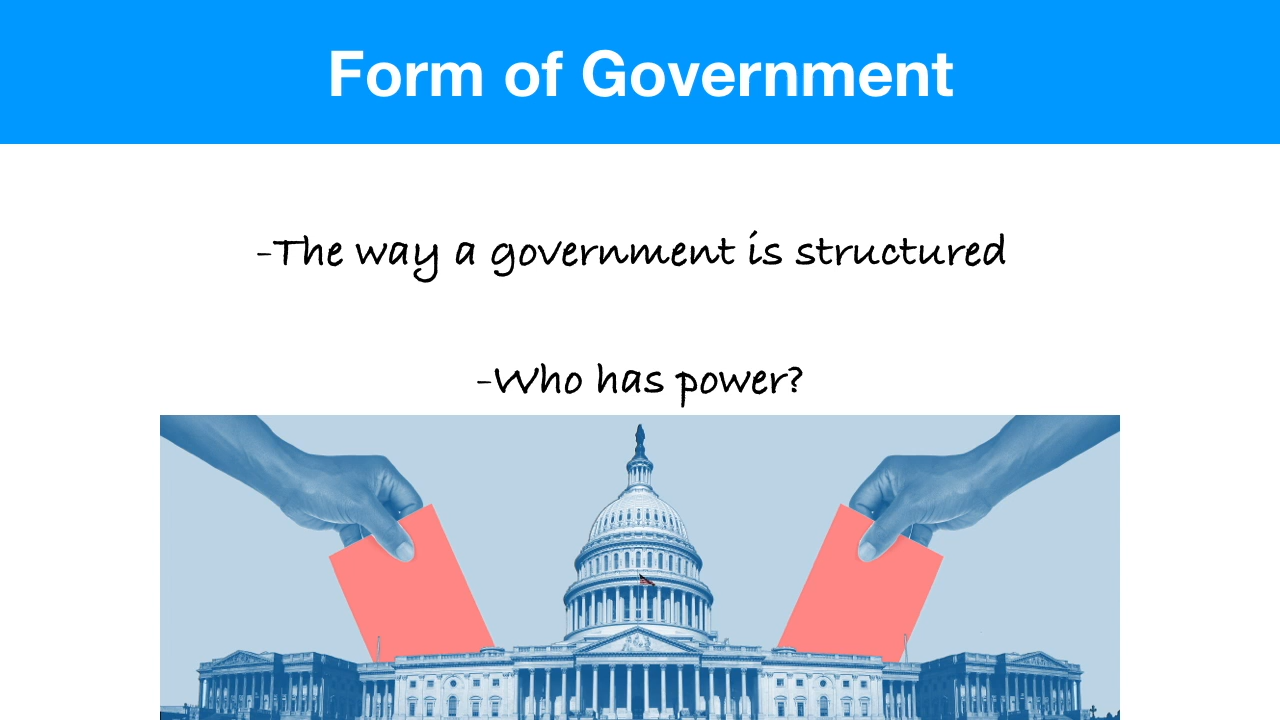 Form of Government
-The way a government is structured
-Who has power?